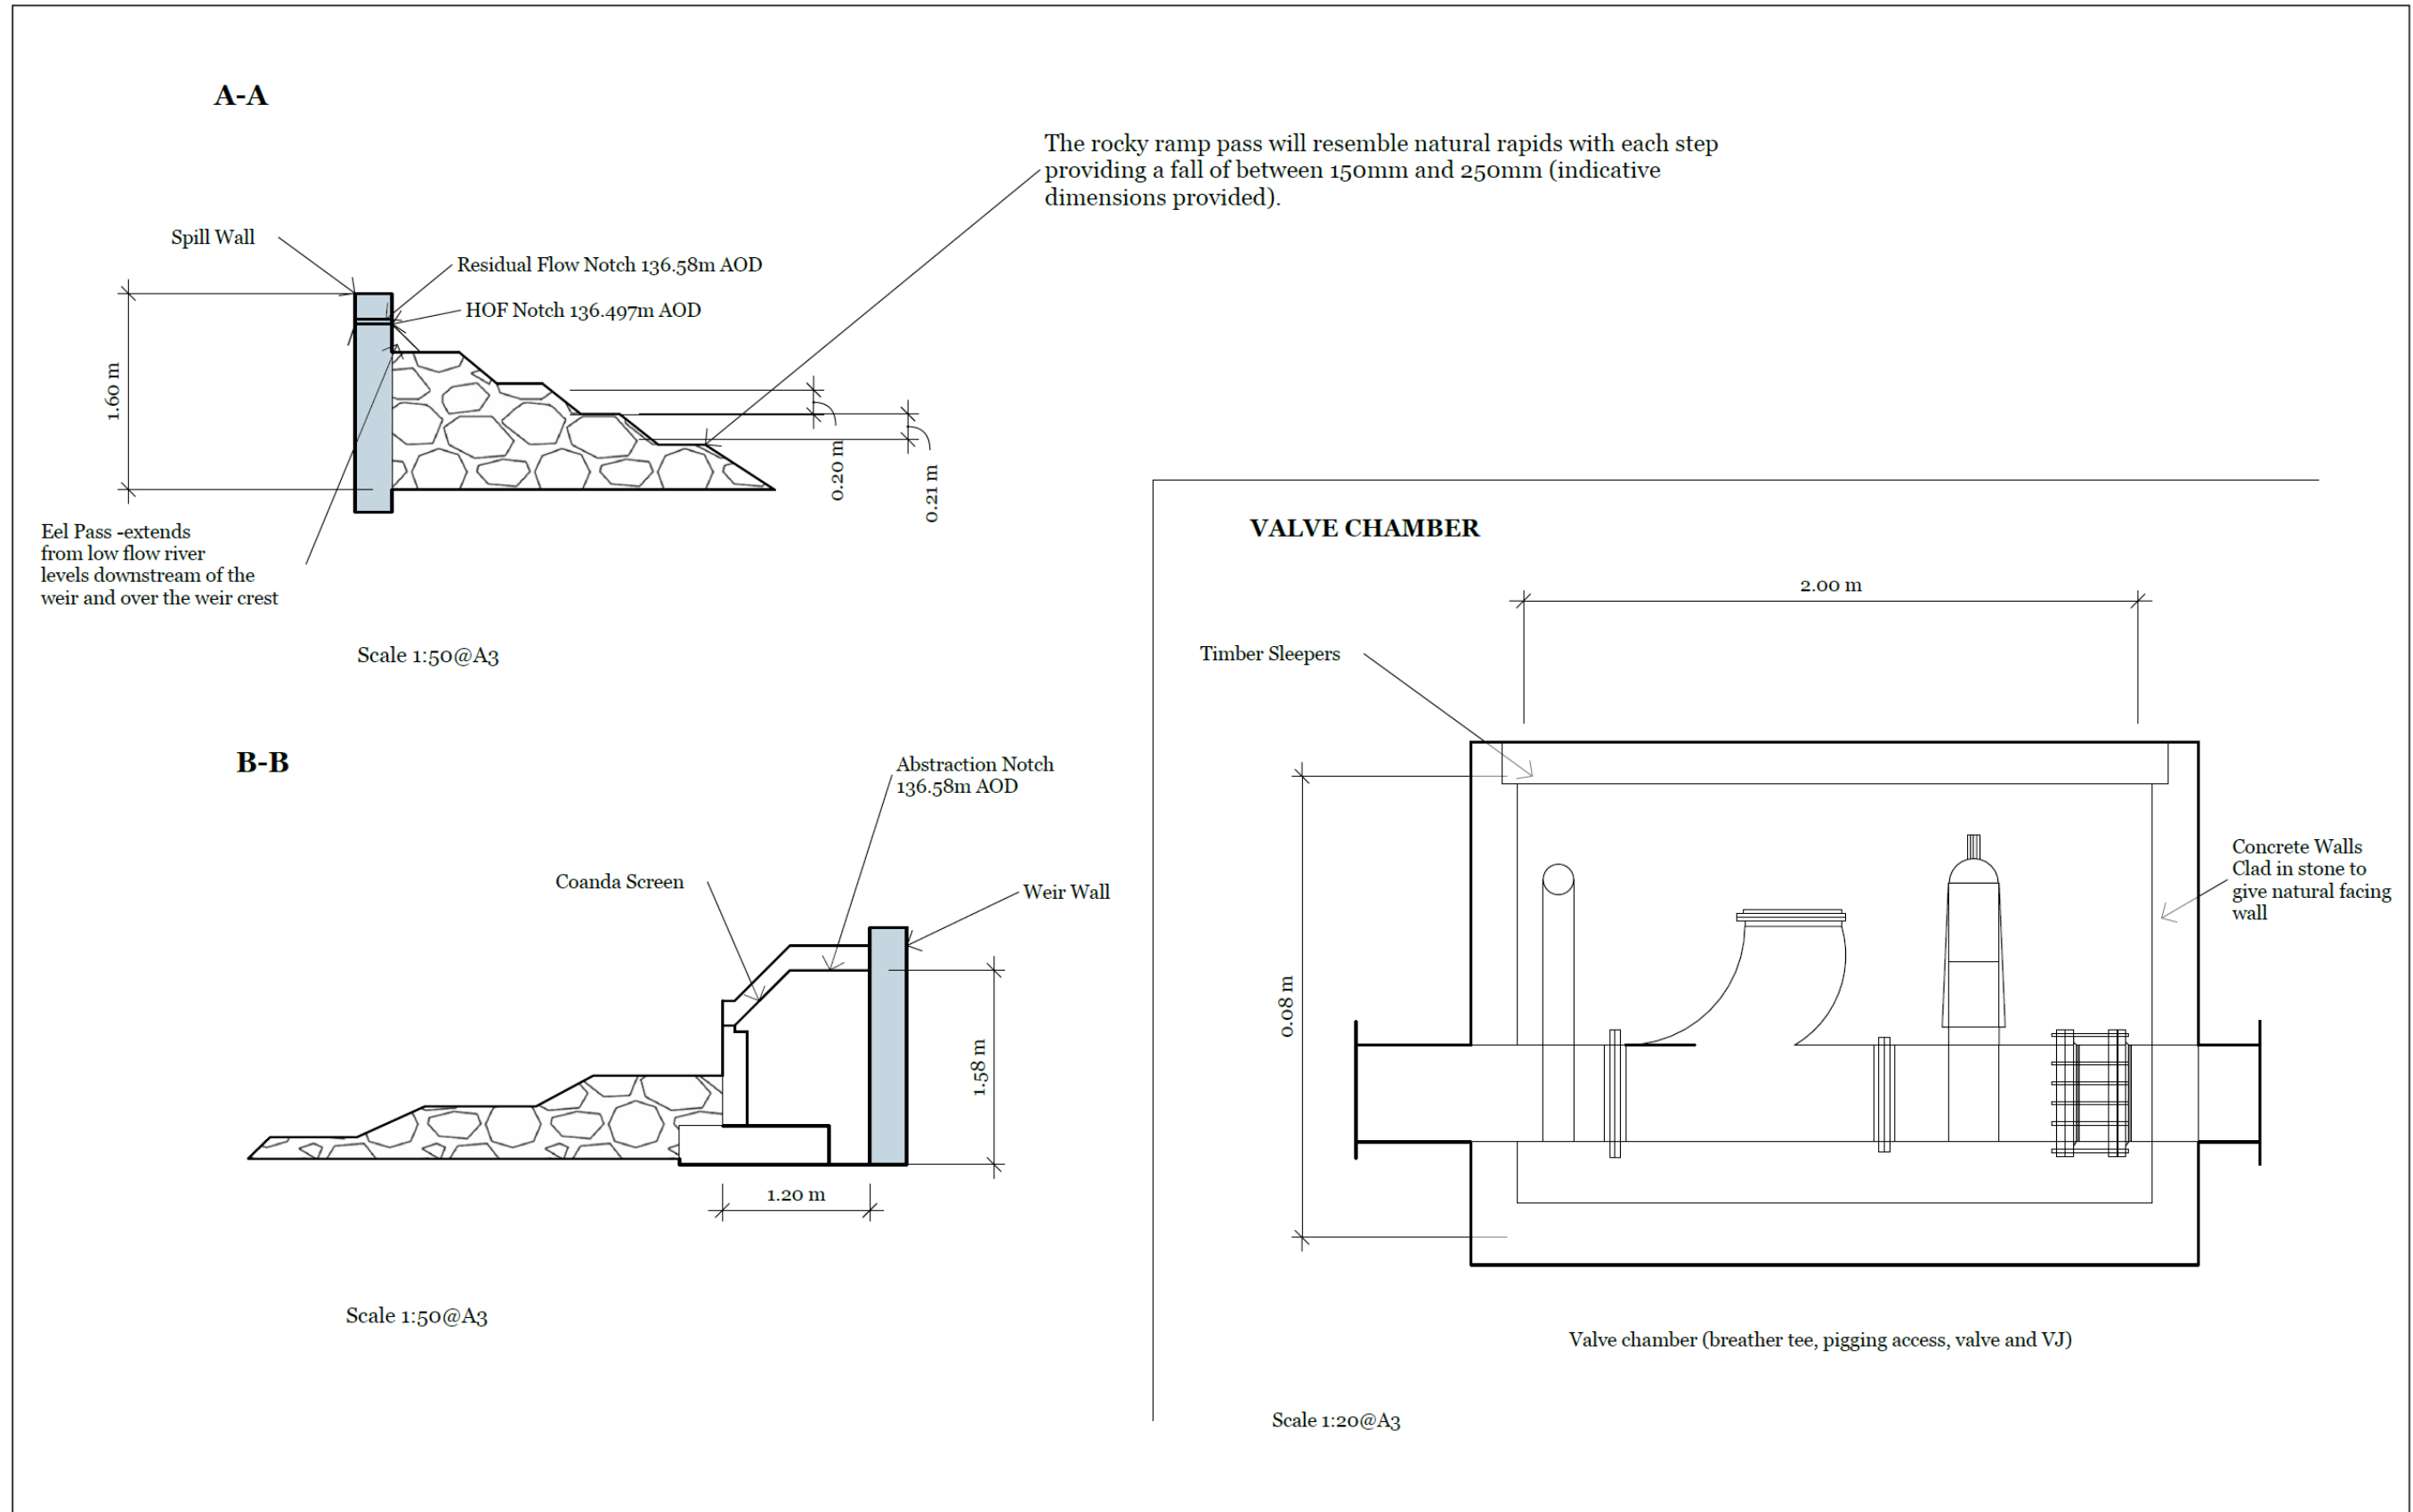 A-A
The rocky ramp pass will resemble natural rapids with each step
providing a fall of between 150mm and 250mm (indicative
dimensions provided).
Spill Wall
Residual Flow Notch 136.58m AOD
HOF Notch 136.497m AOD
1.60 m
0.20 m
0.21 m
Eel Pass -extends
from low flow river
levels downstream of the
weir and over the weir crest
Scale 1:50@A3
B-B
Abstraction Notch
136.58m AOD
Coanda Screen
Weir Wall
1.58 m
1.20 m
Scale 1:50@A3
VALVE CHAMBER
2.00 m
Timber Sleepers
Concrete Walls
Clad in stone to
give natural facing
wall
0.08 m
Valve chamber (breather tee, pigging access, valve and VJ)
Scale 1:20@A3